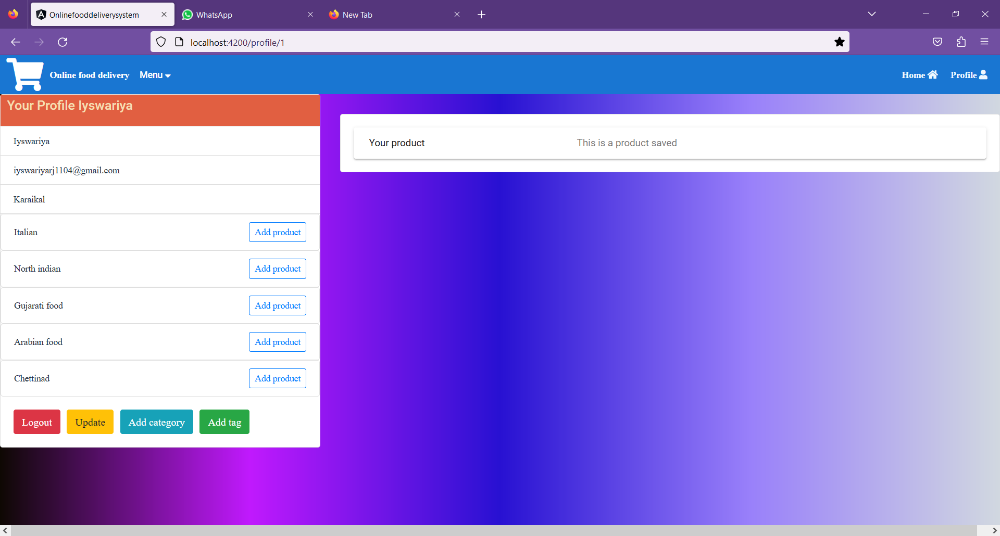 Onlinefooddeliverysystem
WhatsApp
New Tab
localhost:4200/profile/1
Online food delivery Menu
Home
Profile
Your Profile Iyswariya
Iyswariya
iyswariyarj1104@gmail.com
Karaikal
Italian Add product
North indian Add product
Gujarati food Add product
Arabian food Add product
Chettinad Add product
Logout Update Add category Add tag
Your product This is a product saved